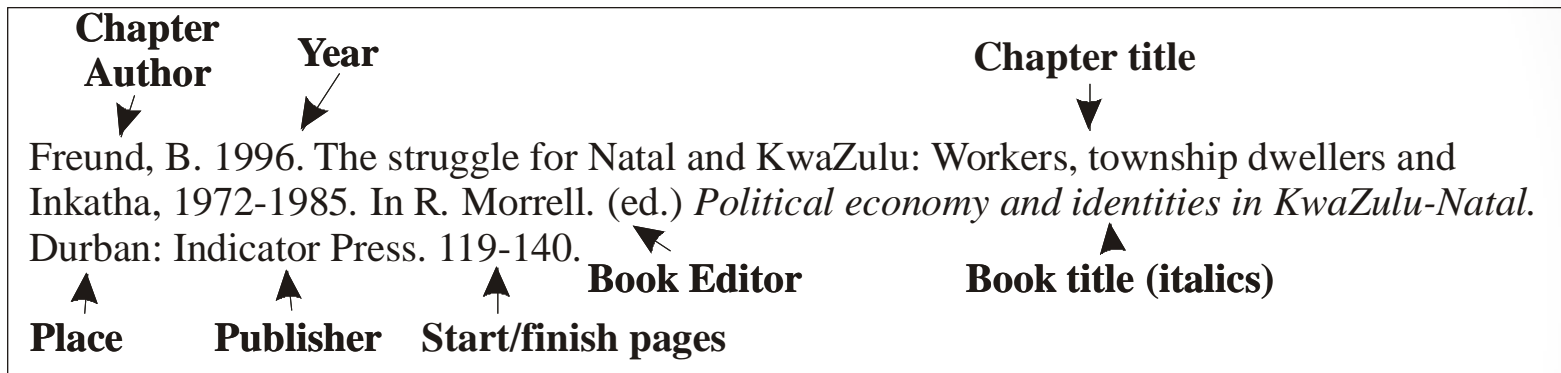 Chapter
Author
Year
Chapter title
Freund, B. 1996. The struggle for Natal and KwaZulu: Workers, township dwellers and
Inkatha, 1972-1985. In R. Morrell. (ed.) Political economy and identities in KwaZulu-Natal.
Durban: Indicator Press. 119-140.
Book Editor
Book title (italics)
Place
Publisher
Start/finish pages